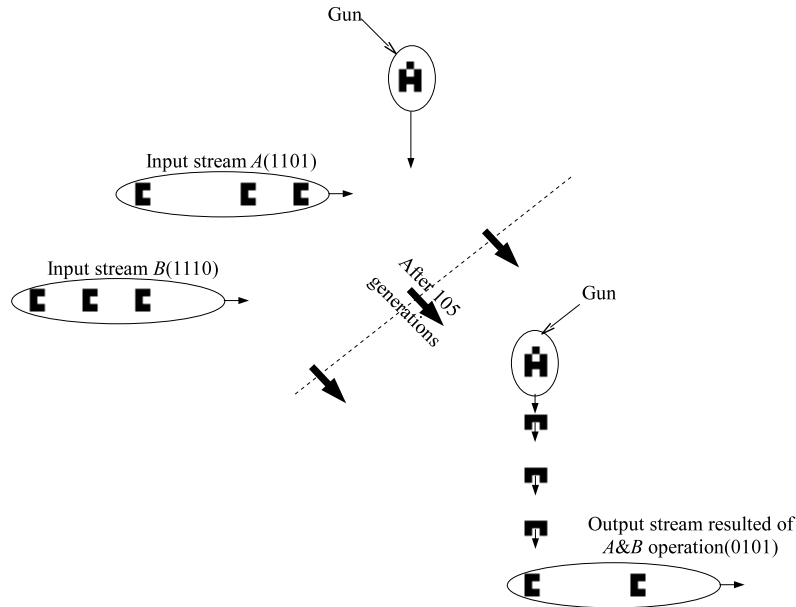 Gun
Input stream A(1101)
Input stream B(1110)
After 105
generations
Gun
Output stream resulted of
A&B operation(0101)